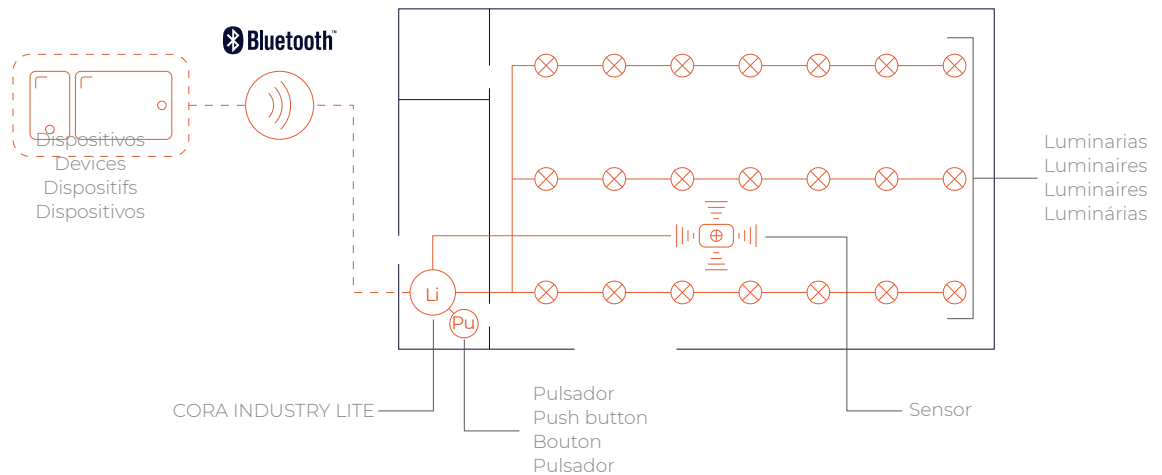 Bluetooth™
Dispositivos
Devices
Dispositifs
Dispositivos
Luminarias
Luminaires
Luminaires
Luminárias
Li
Pu
CORA INDUSTRY LITE
Pulsador
Push button
Bouton
Pulsador
Sensor